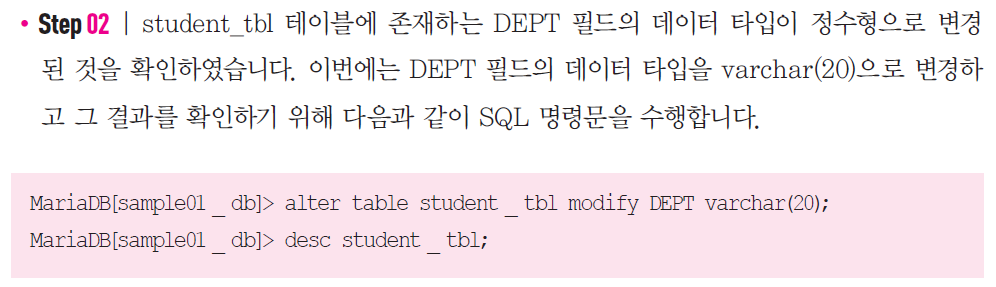 • Step 02 | student_tbl 테이블에 존재하는 DEPT 필드의 데이터 타입이 정수형으로 변경
된 것을 확인하였습니다. 이번에는 DEPT 필드의 데이터 타입을 varchar(20)으로 변경하
고 그 결과를 확인하기 위해 다음과 같이 SQL 명령문을 수행합니다.
MariaDB[sample01 _ db]> alter table student _ tbl modify DEPT varchar(20);
MariaDB[sample01 _ db]> desc student _ tbl;